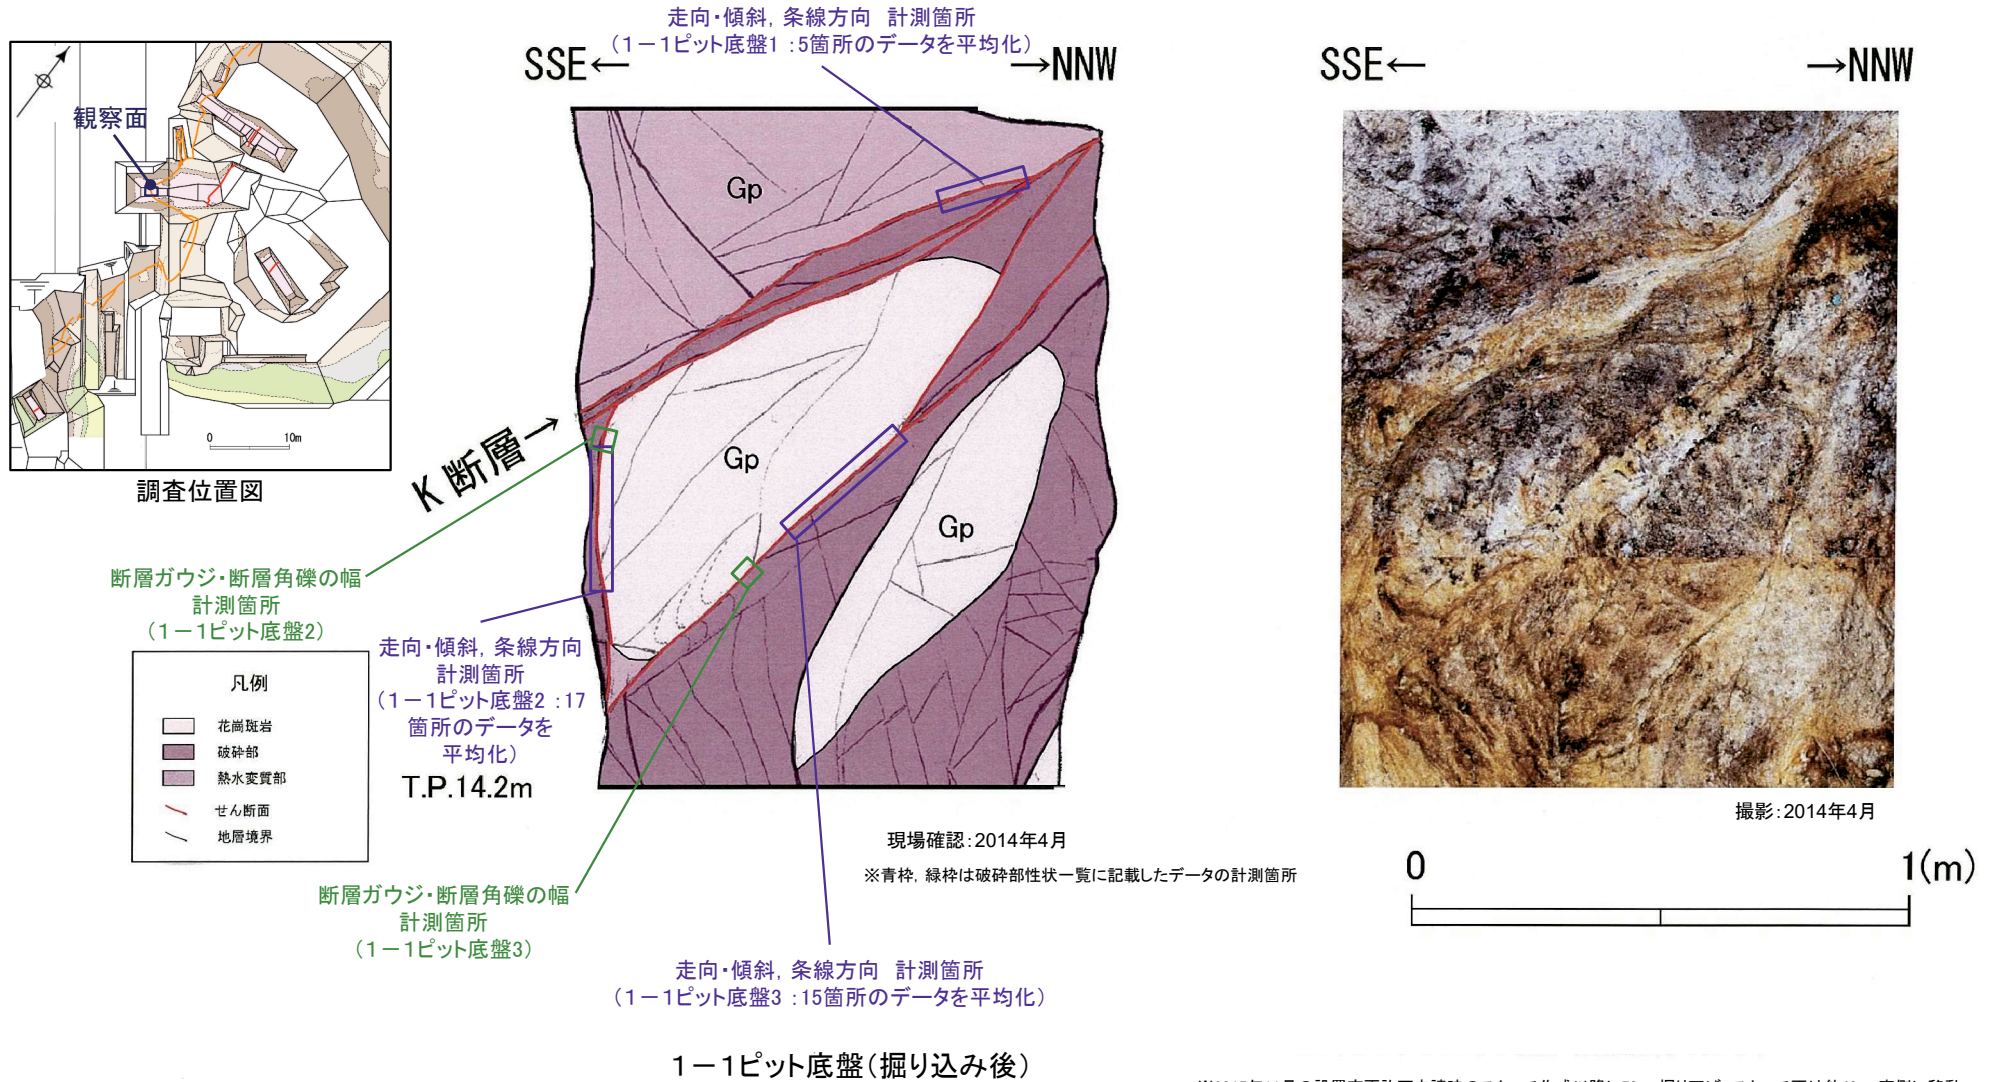 走向・傾斜, 条線方向 計測箇所
(1-1ピット底盤1:5箇所のデータを平均化)
SSE←
→NNW
SSE←
→NNW
観察面
0
10m
調査位置図
Gp
Gp
Gp
K断層→
断層ガウジ・断層角礫の幅
計測箇所
(1-1ピット底盤2)
走向・傾斜, 条線方向
計測箇所
(1-1ピット底盤2:17
箇所のデータを
平均化)
凡例
花崗斑岩
破砕部
熱水変質部
せん断面
地層境界
T.P.14.2m
現場確認:2014年4月
※青枠, 緑枠は破砕部性状一覧に記載したデータの計測箇所
撮影:2014年4月
0
1(m)
断層ガウジ・断層角礫の幅
計測箇所
(1-1ピット底盤3)
走向・傾斜, 条線方向 計測箇所
(1-1ピット底盤3:15箇所のデータを平均化)
1-1ピット底盤(掘り込み後)